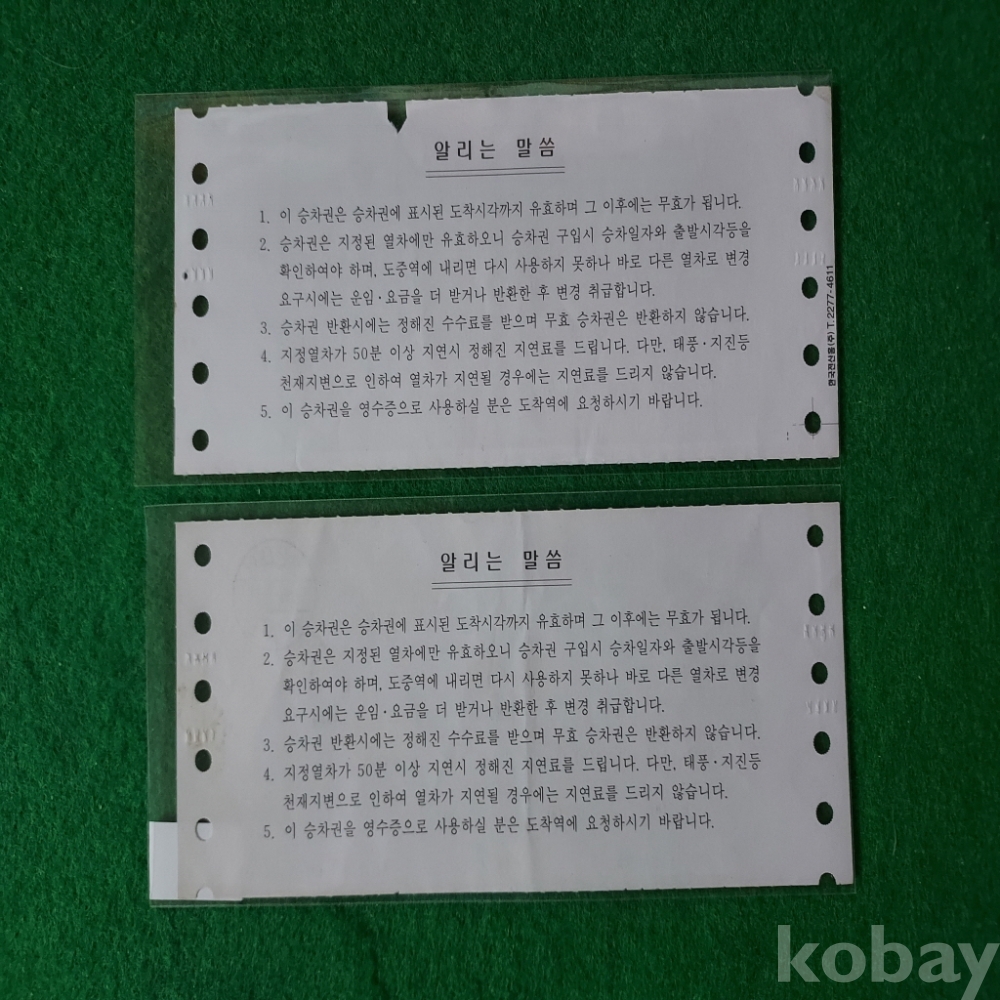 알리는 말씀
1. 이 승차권은 승차권에 표시된 도착시각까지 유효하며 그 이후에는 무효가 됩니다.
2. 승차권은 지정된 열차에만 유효하오니 승차권 구입시 승차일자와 출발시각등을
확인하여야 하며, 도중역에 내리면 다시 사용하지 못하나 바로 다른 열차로 변경
요구시에는 운임·요금을 더 받거나 반환한 후 변경 취급합니다.
3. 승차권 반환시에는 정해진 수수료를 받으며 무효 승차권은 반환하지 않습니다.
4. 지정열차가 50분 이상 지연시 정해진 지연료를 드립니다. 다만, 태풍·지진등
천재지변으로 인하여 열차가 지연될 경우에는 지연료를 드리지 않습니다.
5. 이 승차권을 영수증으로 사용하실 분은 도착역에 요청하시기 바랍니다.
한국전산홈(주) T. 2277-4611
알리는 말씀
1. 이 승차권은 승차권에 표시된 도착시각까지 유효하며 그 이후에는 무효가 됩니다.
2. 승차권은 지정된 열차에만 유효하오니 승차권 구입시 승차일자와 출발시각등을
확인하여야 하며, 도중역에 내리면 다시 사용하지 못하나 바로 다른 열차로 변경
요구시에는 운임·요금을 더 받거나 반환한 후 변경 취급합니다.
3. 승차권 반환시에는 정해진 수수료를 받으며 무효 승차권은 반환하지 않습니다.
4. 지정열차가 50분 이상 지연시 정해진 지연료를 드립니다. 다만, 태풍·지진등
천재지변으로 인하여 열차가 지연될 경우에는 지연료를 드리지 않습니다.
5. 이 승차권을 영수증으로 사용하실 분은 도착역에 요청하시기 바랍니다.
kobay